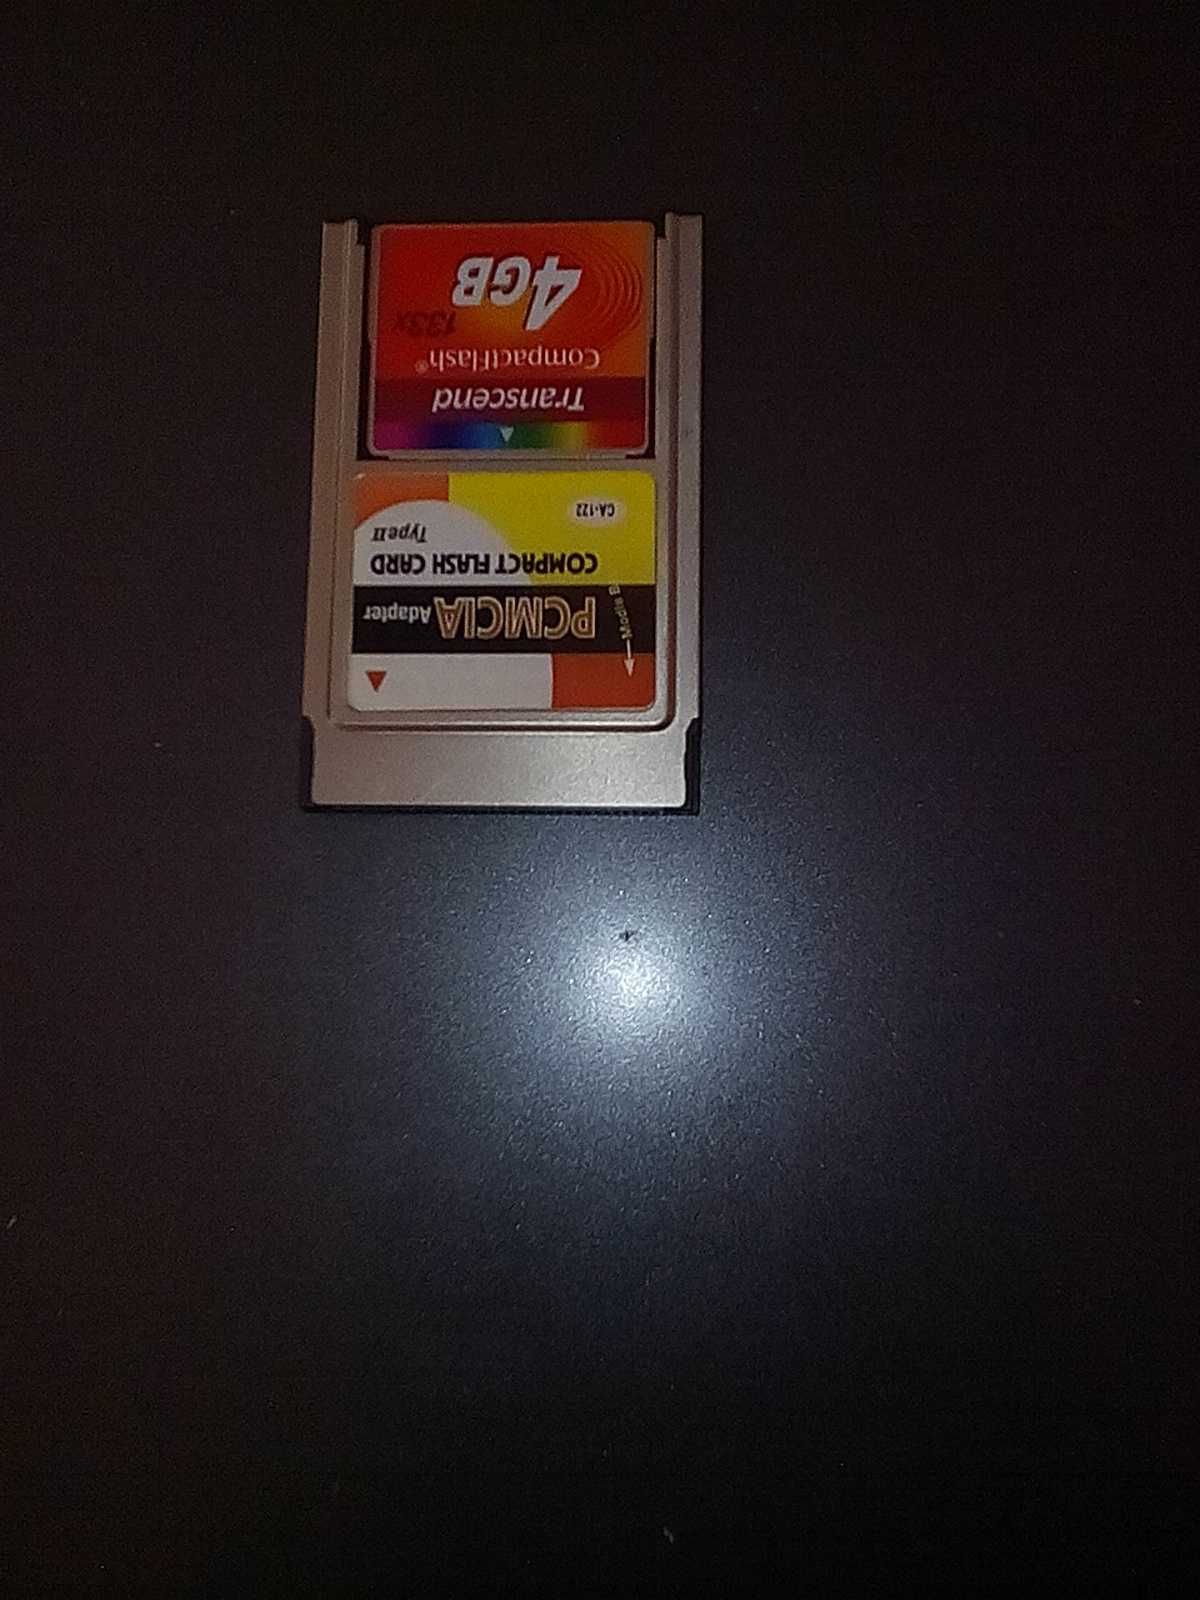 PCMCIA Adapter
COMPACT FLASH CARD
Type II
CA-122
Transcend
CompactFlash®
133x
4GB